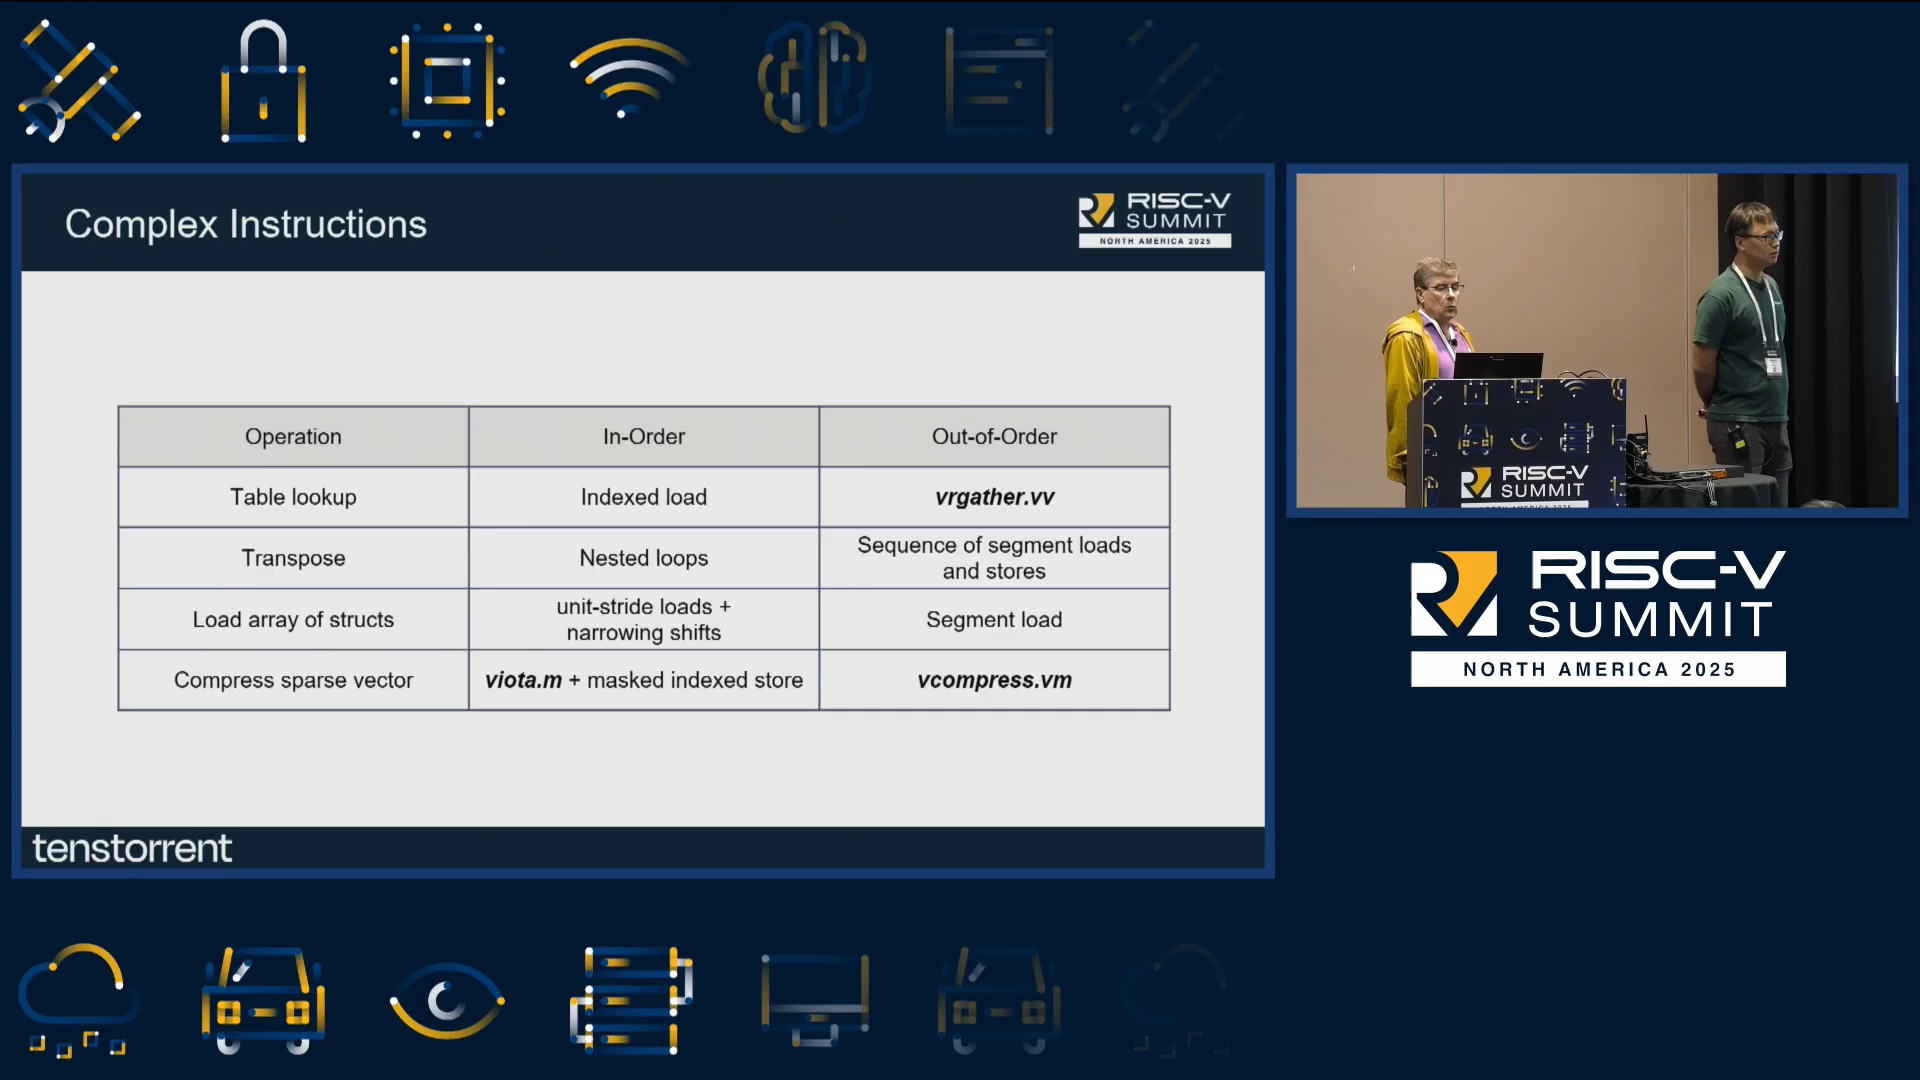 Complex Instructions
RISC-V
SUMMIT
NORTH AMERICA 2025
Operation
In-Order
Out-of-Order
Table lookup
Indexed load
vrgather.vv
Transpose
Nested loops
Sequence of segment loads
and stores
Load array of structs
unit-stride loads +
narrowing shifts
Segment load
Compress sparse vector
viota.m + masked indexed store
vcompress.vm
tenstorrent
RISC-V
SUMMIT
RISC-V
SUMMIT
NORTH AMERICA 2025